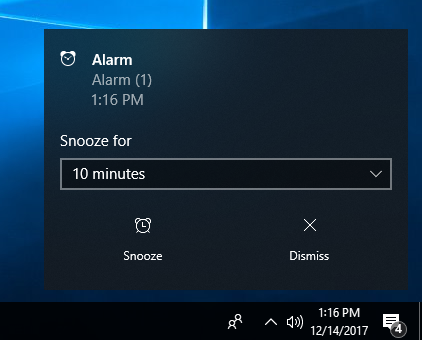 Alarm
Alarm (1)
1:16 PM
Snooze for
10 minutes
Snooze
Dismiss
1:16 PM
12/14/2017
4